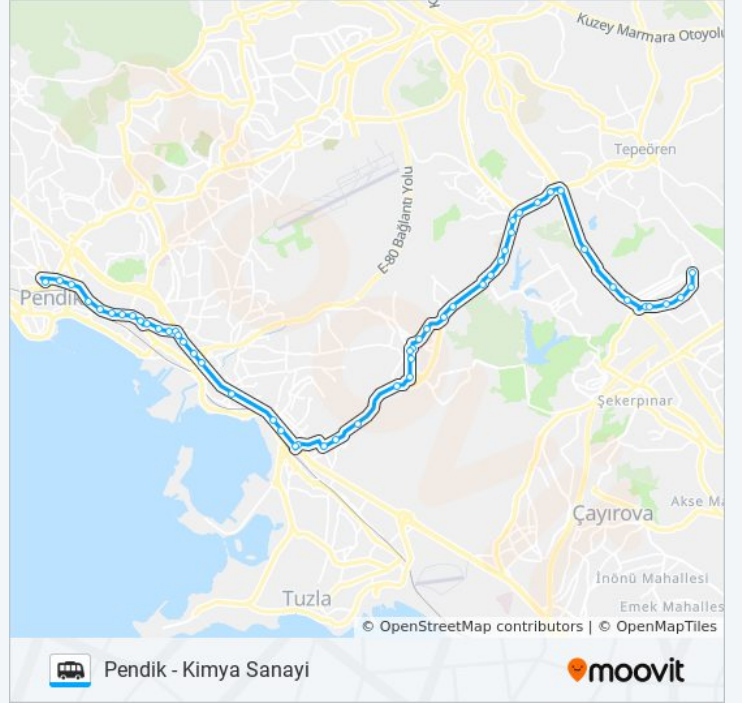 Kuzey Marmara Otoyolu
Tepeören
E-80 Bağlantı Yolu
Pendik
Şekerpınar
Akse Ma
Çayırova
İnönü Mahallesi
Tuzla
Emek Mahalles
© OpenStreetMap contributors | © OpenMapTiles
Pendik - Kimya Sanayi
moovit